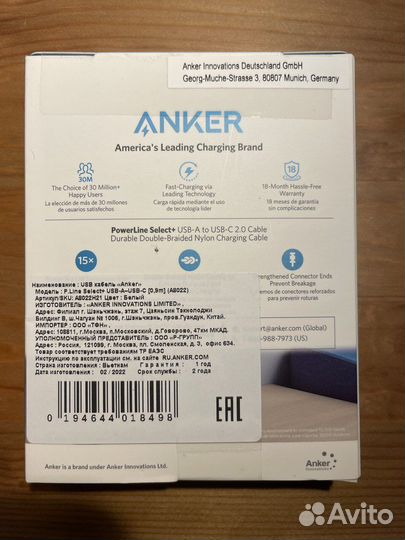 Anker Innovations Deutschland GmbH
Georg-Muche-Strasse 3, 80807 Munich, Germany
ANKER
America's Leading Charging Brand
30M
The Choice of 30 Million+
Happy Users
La elección de más de 30 millones
de usuarios satisfechos
Fast-Charging via
Leading Technology
Carga rápida mediante el uso
de tecnología líder
18
18-Month Hassle-Free
Warranty
18 meses de garantía
sin complicaciones
PowerLine Select+ USB-A to USB-C 2.0 Cable
Durable Double-Braided Nylon Charging Cable
15×
Strengthened Connector Ends
Prevent Breakage
de conectores reforzados
para prevenir roturas
Наименование : USB кабель «Anker»
Модель : P.Line Select+ USB-A-USB-C [0,9м] (A8022)
Артикул/SKU: A8022H21 Цвет : Белый
ИЗГОТОВИТЕЛЬ : «ANKER INNOVATIONS LIMITED»,
Адрес: Филиал г. Шэньчжэнь, этаж 7, Цзяньсин Текнолоджи
Билдинг B, ш.Чагуан № 1006, г.Шэньчжэнь, пров.Гуандун, Китай.
ИМПОРТЕР : ООО «ТФН»,
Адрес: 108811, г.Москва, п.Московский, д.Говорово, 47км МКАД.
УПОЛНОМОЧЕННЫЙ ПРЕДСТАВИТЕЛЬ : ООО «Р-ГРУПП»
Адрес: Россия, 121099, г. Москва, пл. Смоленская, д. 3, офис 634.
Товар соответствует требованиям ТР ЕАЭС
Инструкцию по эксплуатации см. на сайте RU.ANKER.COM
Страна изготовления : Вьетнам Гарантия : 1 год
Дата изготовления : 02 / 2022 Срок службы : 2 года
0 194644 018498
EAC
rt@anker.com (Global)
-988-7973 (US)
Anker is a brand under Anker Innovations Ltd.
Anker
Innovations
Avito